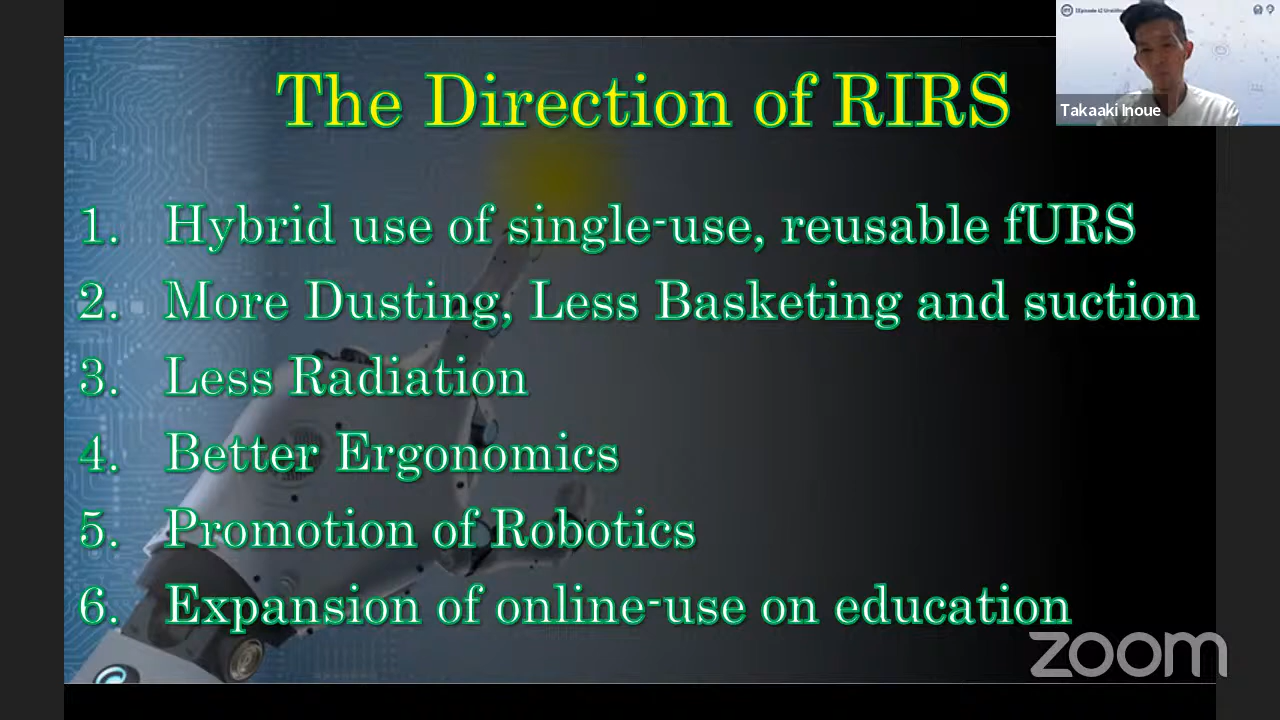 The Direction of RIRS
1. Hybrid use of single-use, reusable fURS
2. More Dusting, Less Basketing and suction
3. Less Radiation
4. Better Ergonomics
5. Promotion of Robotics
6. Expansion of online-use on education
Takaaki Inoue
zoom